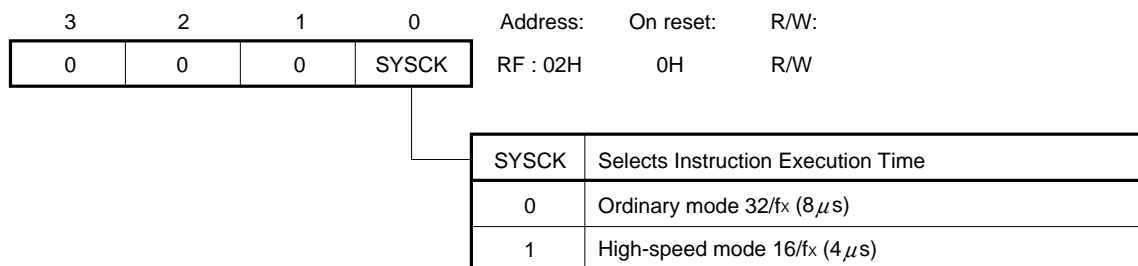 3 2 1 0 Address: On reset: R/W:
0 0 0 SYSCK RF : 02H 0H R/W
SYSCK Selects Instruction Execution Time
0 Ordinary mode 32/fx (8μs)
1 High-speed mode 16/fx (4μs)